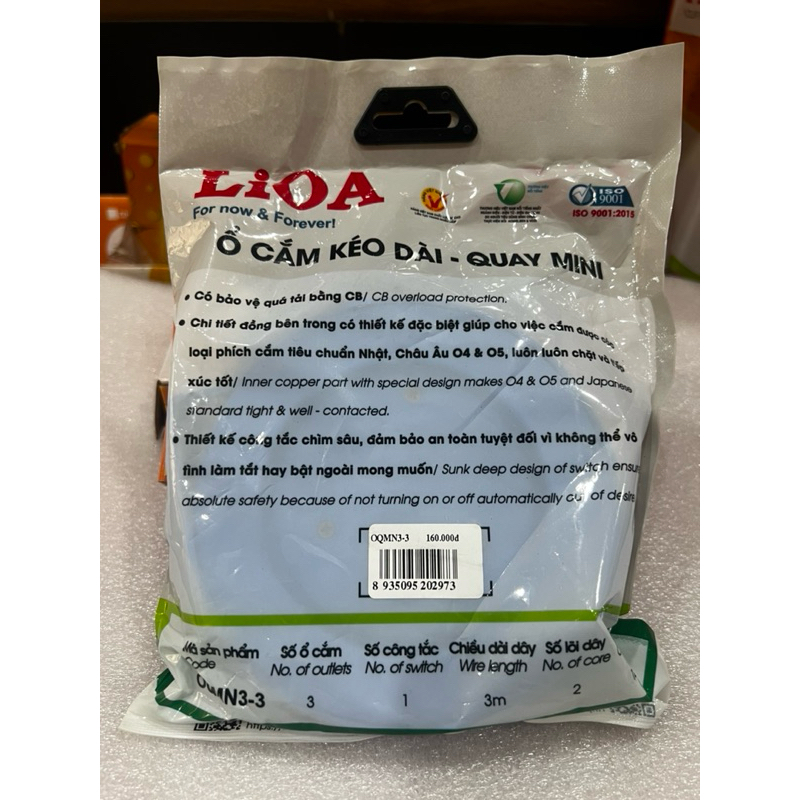 LiOA
For now & Forever!
ISO
9001
ISO 9001:2015
Ổ CẮM KÉO DÀI - QUAY MINI
• Có bảo vệ quá tải bằng CB/ CB overload protection.
• Chi tiết đồng bên trong có thiết kế đặc biệt giúp cho việc cắm được
loại phích cắm tiêu chuẩn Nhật, Châu Âu O4 & O5, luôn luôn chặt và
xúc tốt/ Inner copper part with special design makes O4 & O5 and Japanese
standard tight & well - contacted.
• Thiết kế công tắc chìm sâu, đảm bảo an toàn tuyệt đối vì không thể vô
tình làm tắt hay bật ngoài mong muốn/ Sunk deep design of switch ensu
absolute safety because of not turning on or off automatically out of desire
OQMN3-3 160.000đ
8 935095 202973
Mã sản phẩm Số ổ cắm Số công tắc Chiều dài dây Số lõi dây
Code No. of outlets No. of switch Wire length No. of core
OQMN3-3 3 1 3m 2